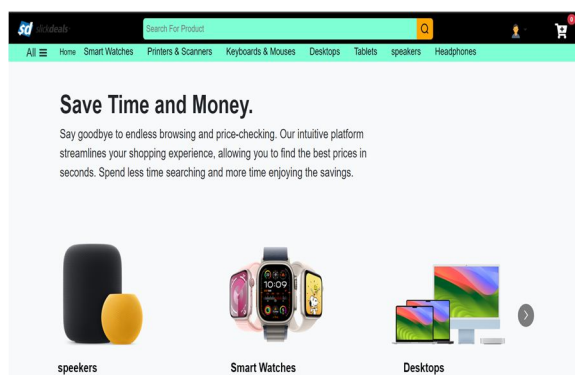 sd slickdeals
Search For Product
0
All
Home Smart Watches Printers & Scanners Keyboards & Mouses Desktops Tablets speakers Headphones
Save Time and Money.
Say goodbye to endless browsing and price-checking. Our intuitive platform
streamlines your shopping experience, allowing you to find the best prices in
seconds. Spend less time searching and more time enjoying the savings.
10:09
speekers Smart Watches Desktops